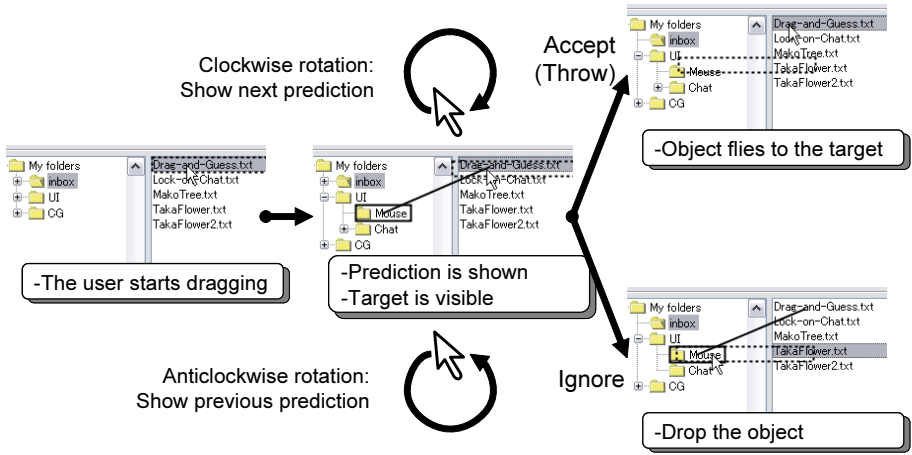 Clockwise rotation:
Show next prediction
My folders
inbox
UI
CG
Drag-and-Guess.txt
Lock-on-Chat.txt
MakoTree.txt
TakaFlower.txt
TakaFlower2.txt
-The user starts dragging
My folders
inbox
UI
Mouse
Chat
CG
Drag-and-Guess.txt
Lock-on-Chat.txt
MakoTree.txt
TakaFlower.txt
TakaFlower2.txt
-Prediction is shown
-Target is visible
Anticlockwise rotation:
Show previous prediction
Accept
(Throw)
My folders
inbox
UI
Mouse
Chat
CG
Drag-and-Guess.txt
Lock-on-Chat.txt
MakoTree.txt
TakaFlower.txt
TakaFlower2.txt
-Object flies to the target
Ignore
My folders
inbox
UI
Mouse
Chat
CG
Drag-and-Guess.txt
Lock-on-Chat.txt
MakoTree.txt
TakaFlower.txt
TakaFlower2.txt
-Drop the object